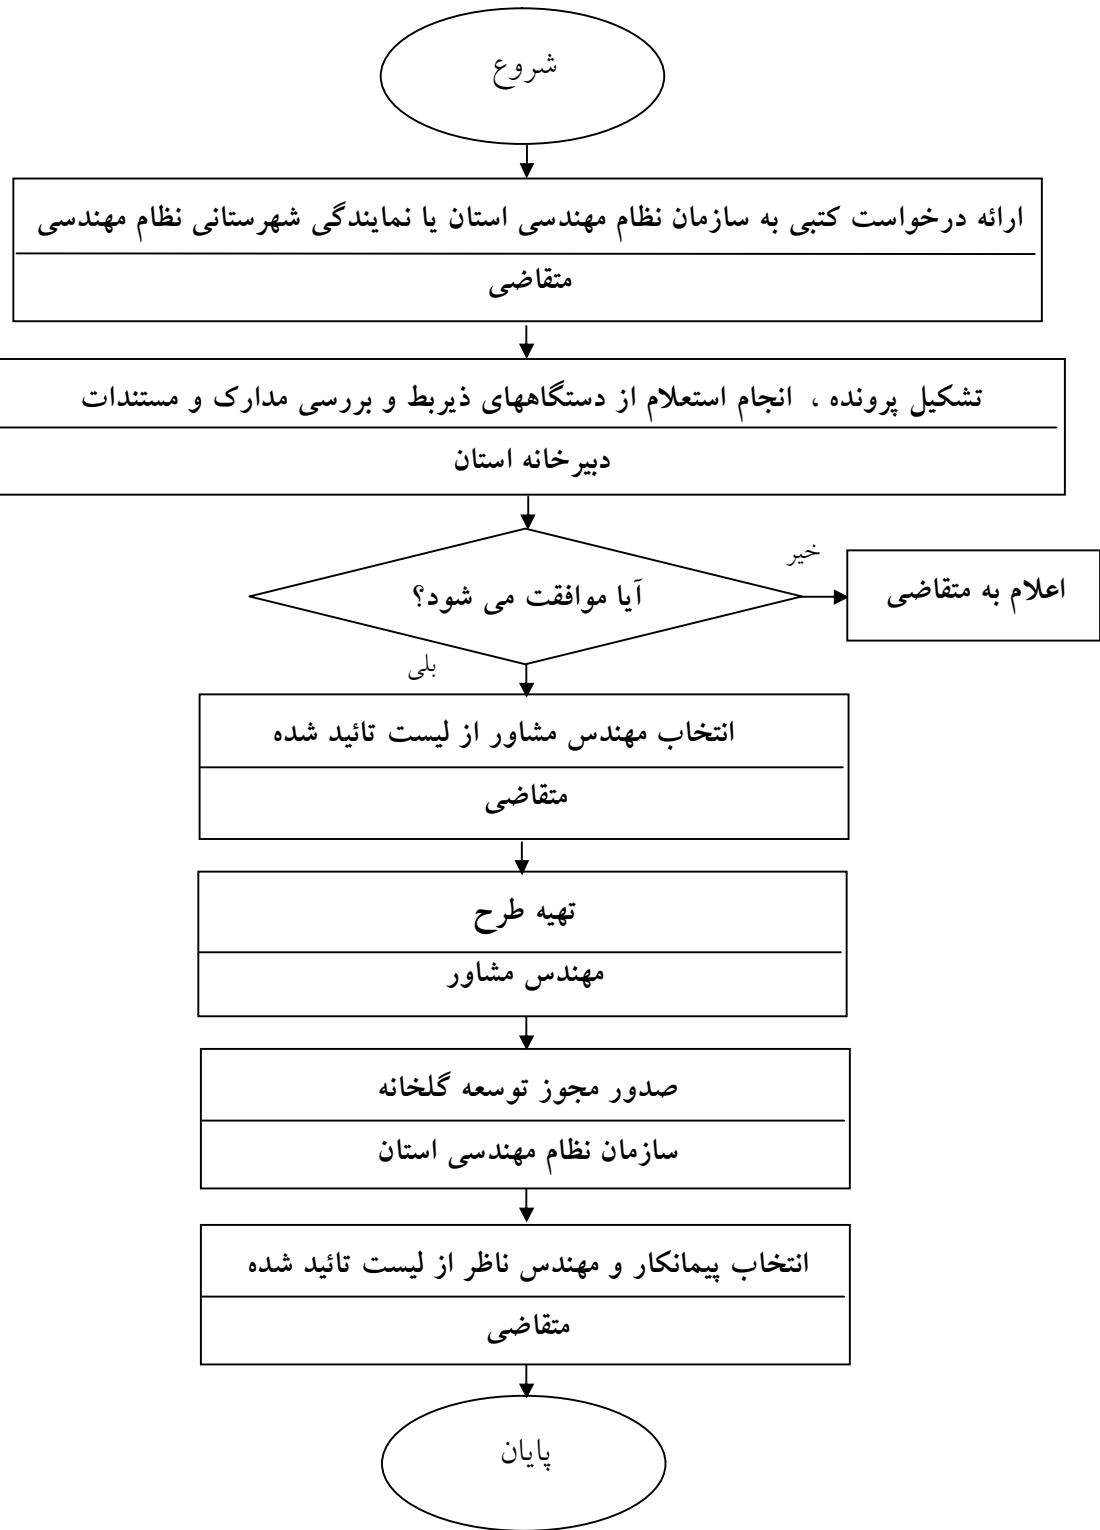 شروع
ارائه درخواست کتبی به سازمان نظام مهندسی استان یا نمایندگی شهرستانی نظام مهندسی
متقاضی
تشکیل پرونده ، انجام استعلام از دستگاههای ذیربط و بررسی مدارک و مستندات
دبیرخانه استان
آیا موافقت می شود؟
خیر
اعلام به متقاضی
بلی
انتخاب مهندس مشاور از لیست تائید شده
متقاضی
تهیه طرح
مهندس مشاور
صدور مجوز توسعه گلخانه
سازمان نظام مهندسی استان
انتخاب پیمانکار و مهندس ناظر از لیست تائید شده
متقاضی
پایان